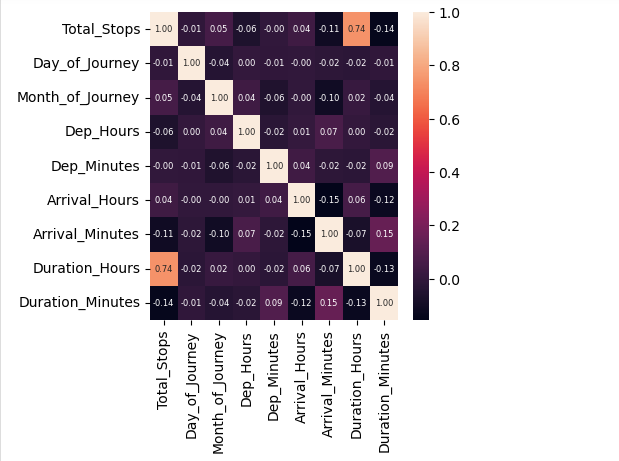 Total_Stops 1.00 -0.01 0.05 -0.06 -0.00 0.04 -0.11 0.74 -0.14
Day_of_Journey -0.01 1.00 -0.04 0.00 -0.01 -0.00 -0.02 -0.02 -0.01
Month_of_Journey 0.05 -0.04 1.00 0.04 -0.06 -0.00 -0.10 0.02 -0.04
Dep_Hours -0.06 0.00 0.04 1.00 -0.02 0.01 0.07 0.00 -0.02
Dep_Minutes -0.00 -0.01 -0.06 -0.02 1.00 0.04 -0.02 -0.02 0.09
Arrival_Hours 0.04 -0.00 -0.00 0.01 0.04 1.00 -0.15 0.06 -0.12
Arrival_Minutes -0.11 -0.02 -0.10 0.07 -0.02 -0.15 1.00 -0.07 0.15
Duration_Hours 0.74 -0.02 0.02 0.00 -0.02 0.06 -0.07 1.00 -0.13
Duration_Minutes -0.14 -0.01 -0.04 -0.02 0.09 -0.12 0.15 -0.13 1.00
Total_Stops
Day_of_Journey
Month_of_Journey
Dep_Hours
Dep_Minutes
Arrival_Hours
Arrival_Minutes
Duration_Hours
Duration_Minutes
1.0
0.8
0.6
0.4
0.2
0.0